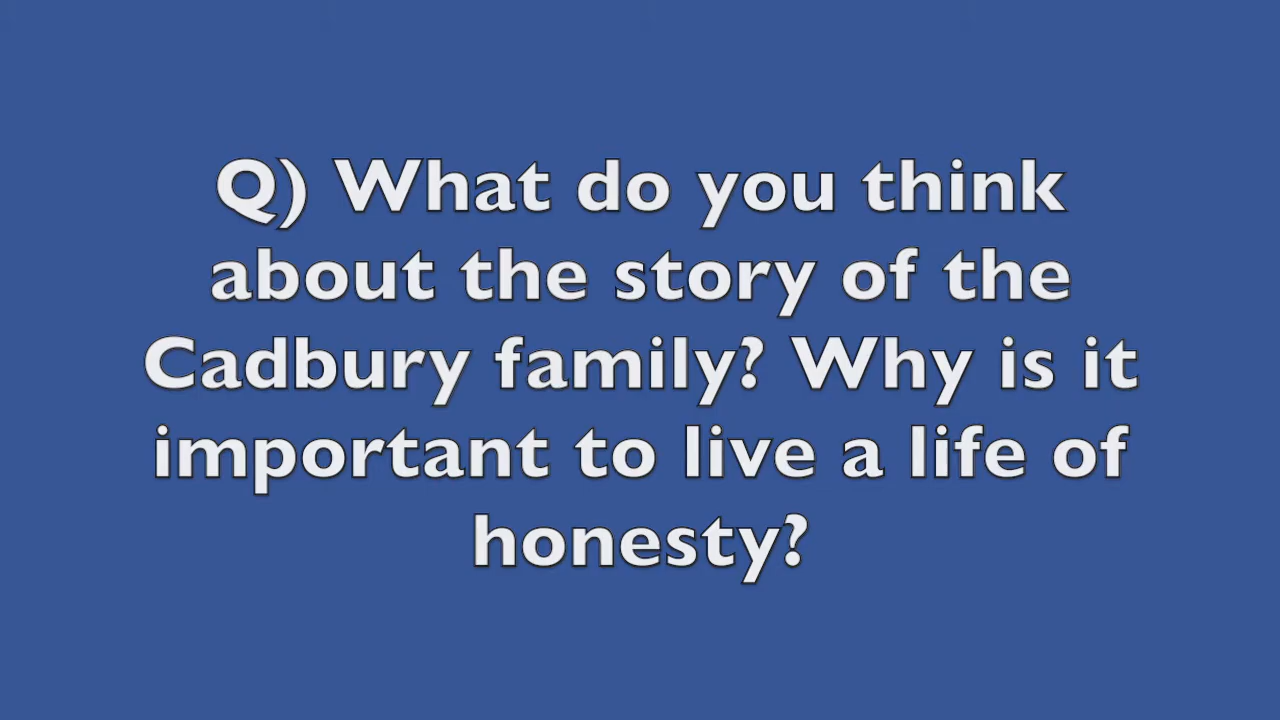 Q) What do you think
about the story of the
Cadbury family? Why is it
important to live a life of
honesty?